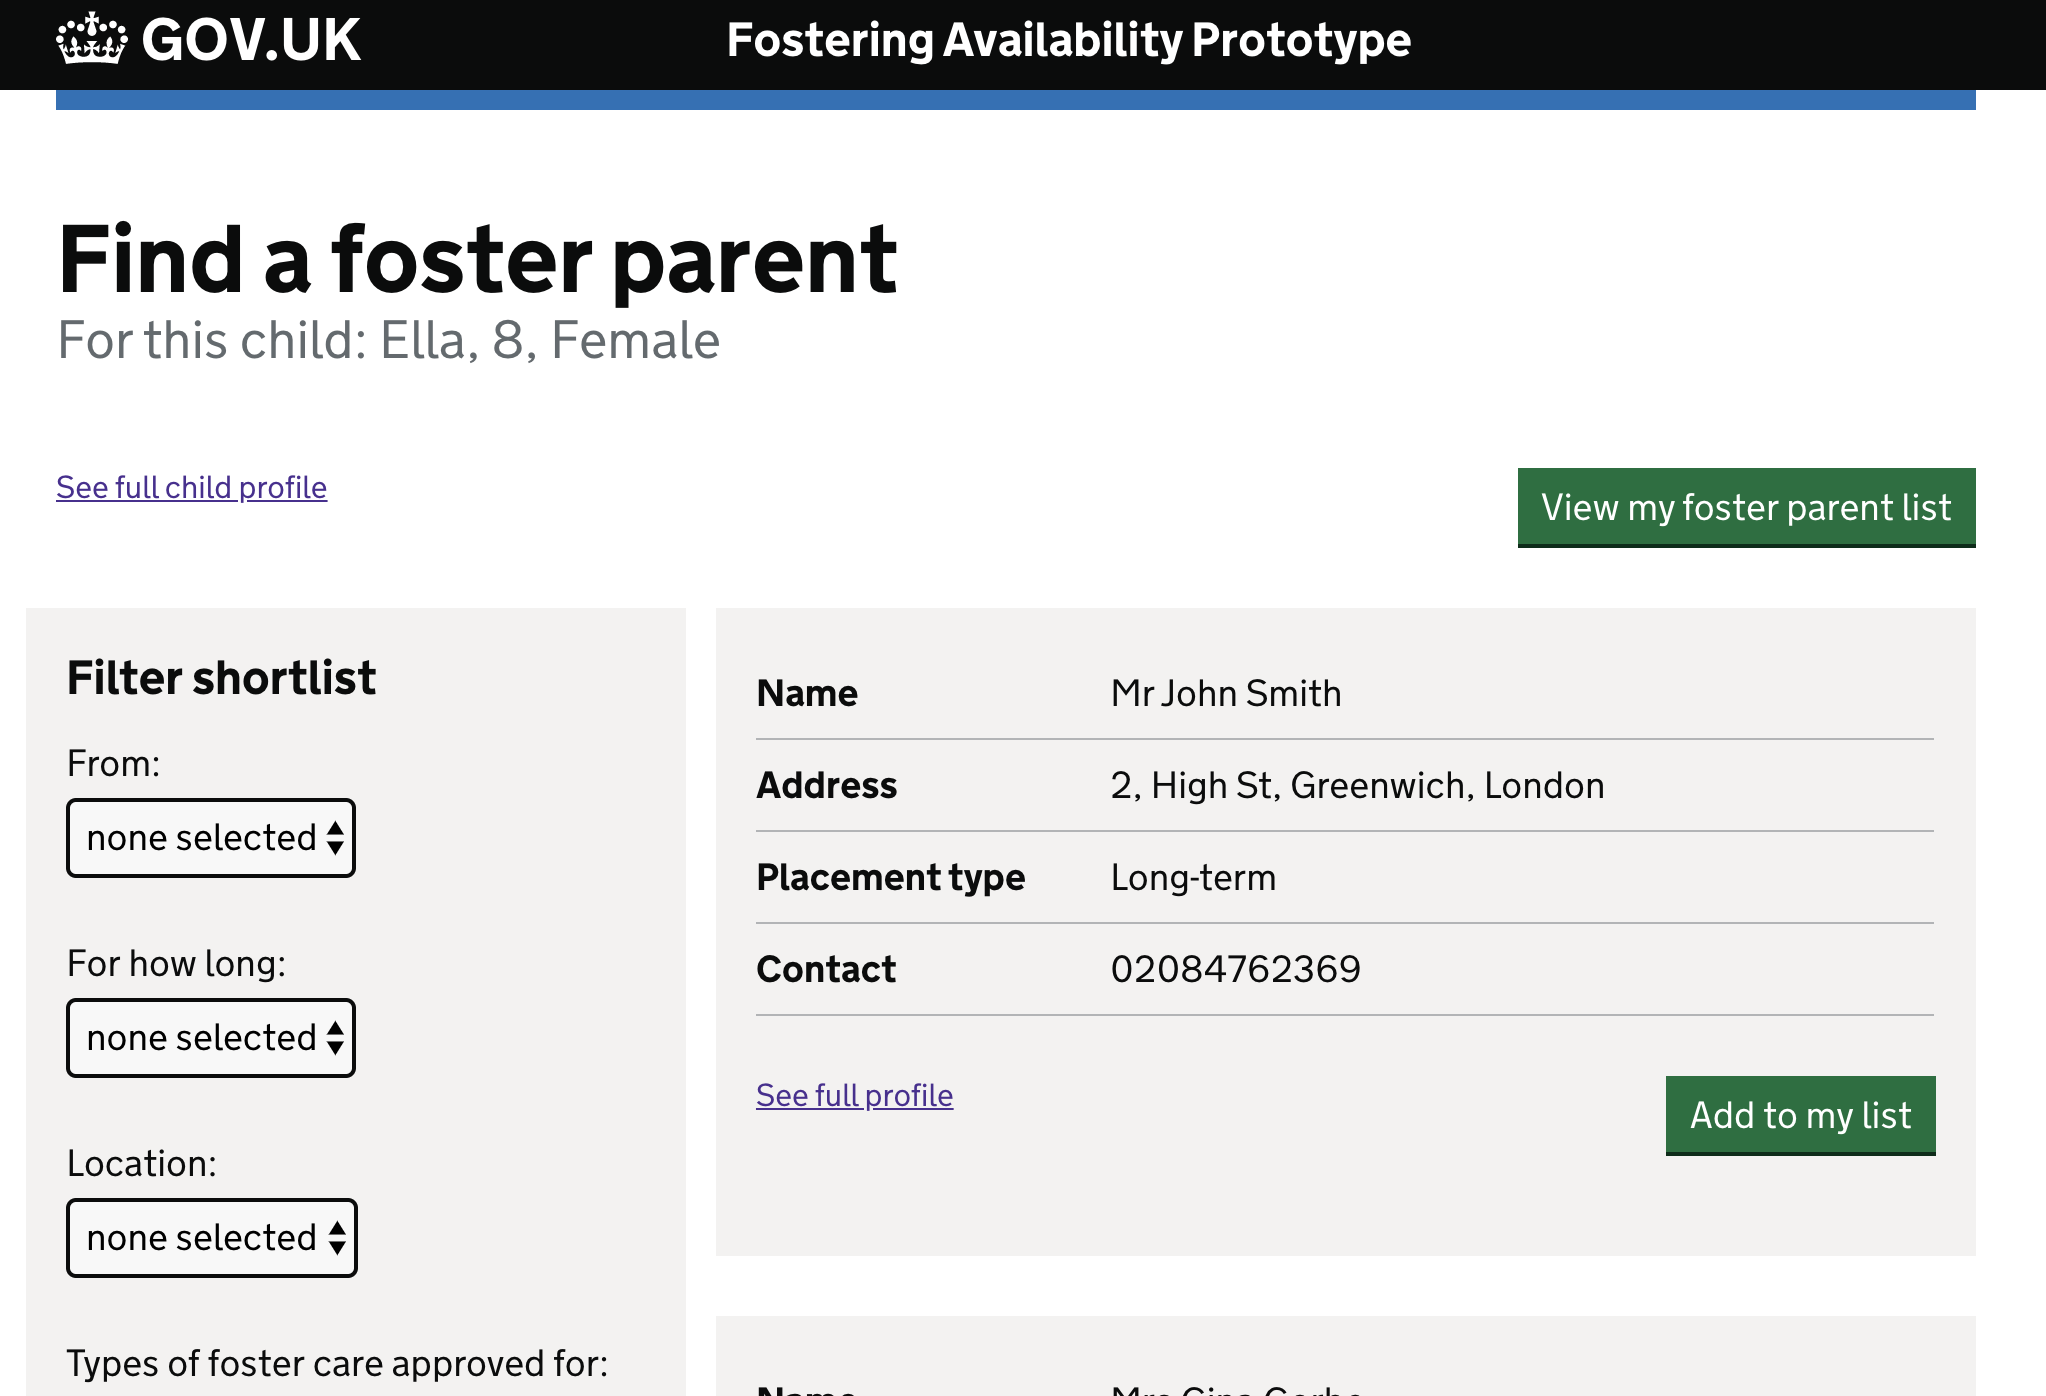 GOV.UK
Fostering Availability Prototype
Find a foster parent
For this child: Ella, 8, Female
See full child profile
View my foster parent list
Filter shortlist
From:
none selected
For how long:
none selected
Location:
none selected
Types of foster care approved for:
Name Mr John Smith
Address 2, High St, Greenwich, London
Placement type Long-term
Contact 02084762369
See full profile
Add to my list
Name Mrs Gina